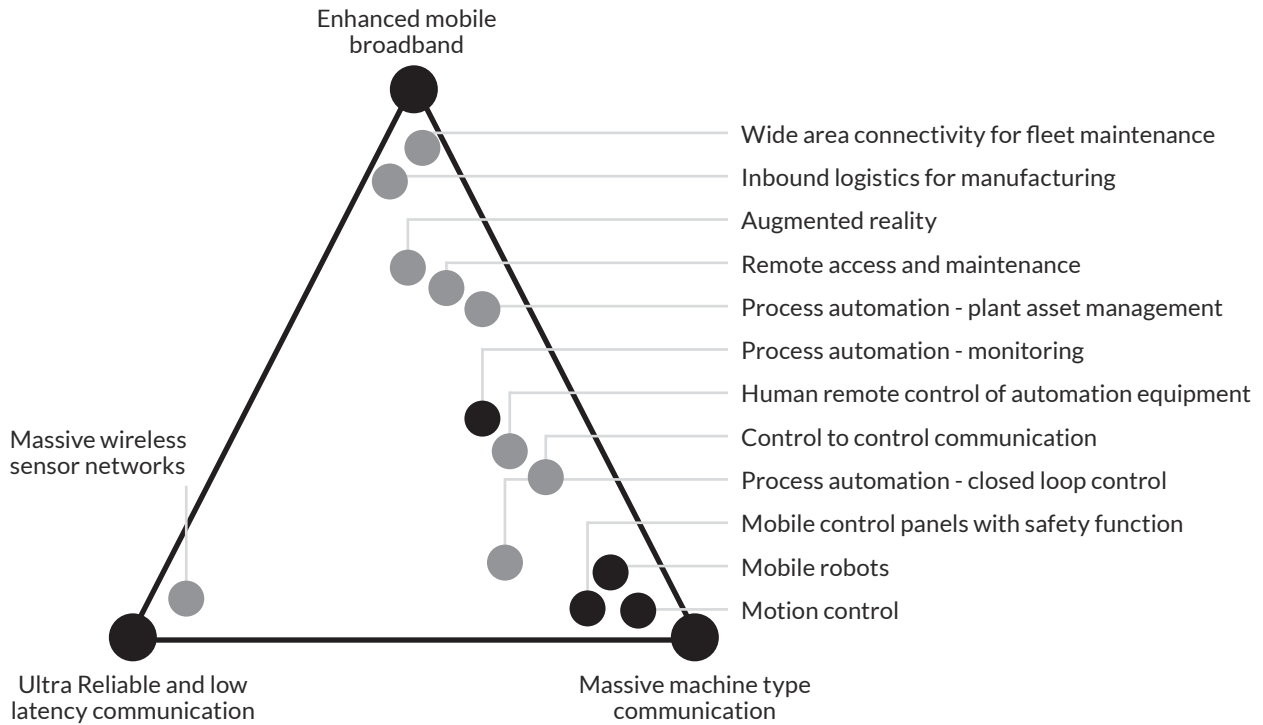 Enhanced mobile
broadband
Wide area connectivity for fleet maintenance
Inbound logistics for manufacturing
Augmented reality
Remote access and maintenance
Process automation - plant asset management
Process automation - monitoring
Human remote control of automation equipment
Massive wireless
sensor networks
Control to control communication
Process automation - closed loop control
Mobile control panels with safety function
Mobile robots
Motion control
Ultra Reliable and low
latency communication
Massive machine type
communication